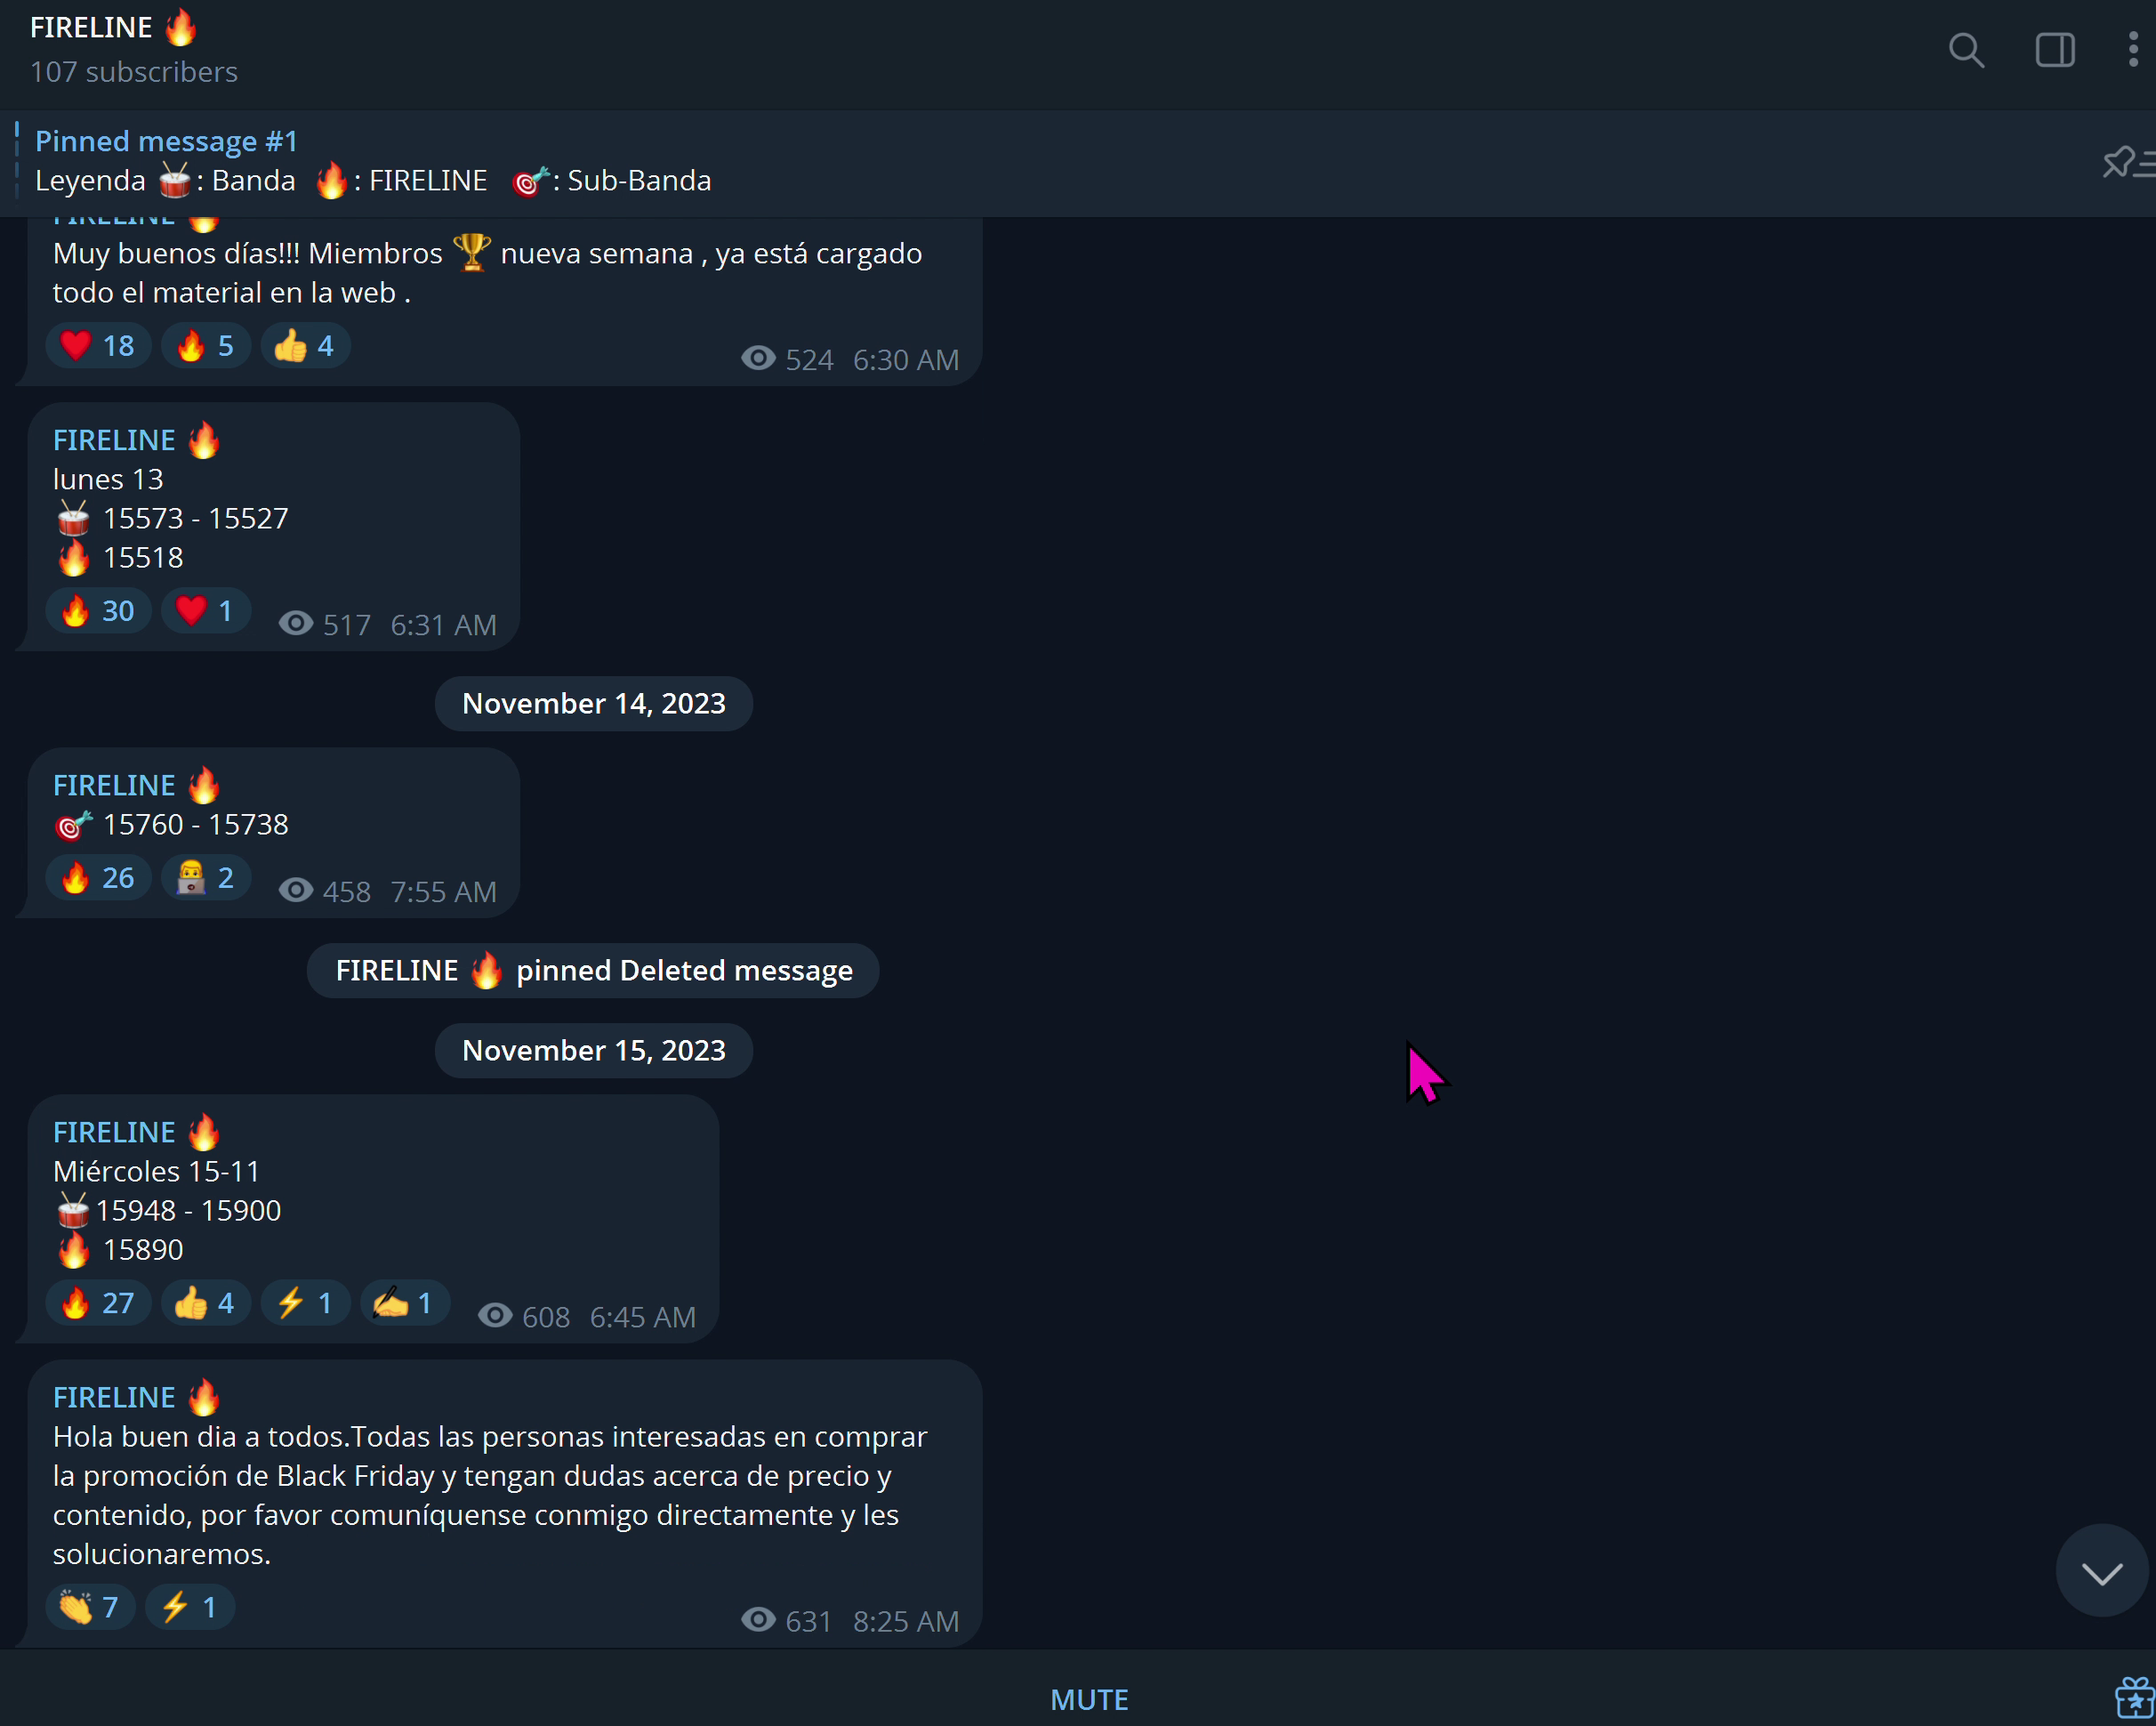 FIRELINE 🔥
107 subscribers
Pinned message #1
Leyenda 🥁: Banda 🔥: FIRELINE 🎯: Sub-Banda
FIRELINE 🔥
Muy buenos días!!! Miembros 🏆 nueva semana , ya está cargado
todo el material en la web .
❤️ 18 🔥 5 👍 4 524 6:30 AM
FIRELINE 🔥
lunes 13
🥁 15573 - 15527
🔥 15518
🔥 30 ❤️ 1 517 6:31 AM
November 14, 2023
FIRELINE 🔥
🎯 15760 - 15738
🔥 26 👨‍💻 2 458 7:55 AM
FIRELINE 🔥 pinned Deleted message
November 15, 2023
FIRELINE 🔥
Miércoles 15-11
🥁 15948 - 15900
🔥 15890
🔥 27 👍 4 ⚡ 1 ✍️ 1 608 6:45 AM
FIRELINE 🔥
Hola buen dia a todos.Todas las personas interesadas en comprar
la promoción de Black Friday y tengan dudas acerca de precio y
contenido, por favor comuníquense conmigo directamente y les
solucionaremos.
👏 7 ⚡ 1 631 8:25 AM
MUTE